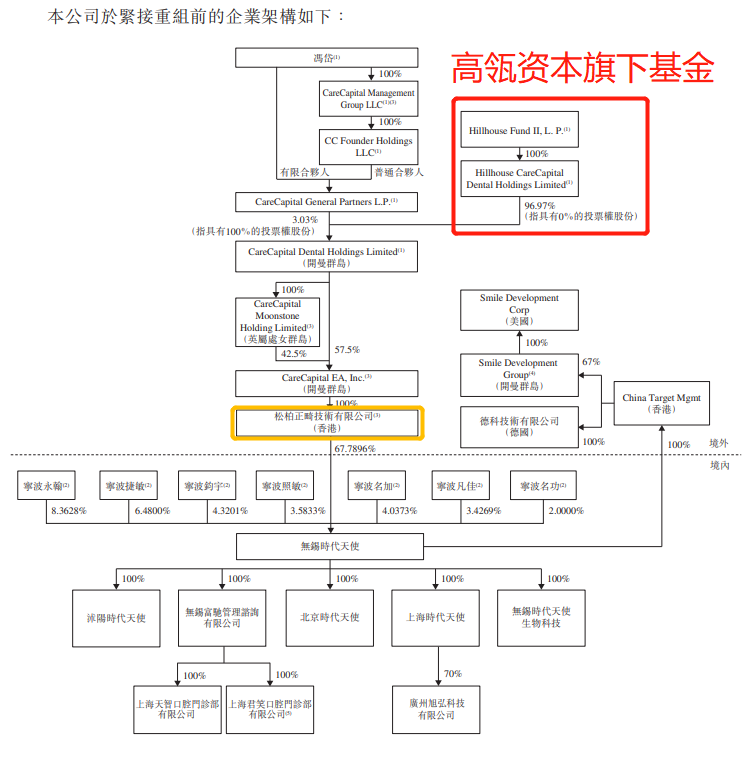 本公司於緊接重組前的企業架構如下：
高瓴资本旗下基金
馮岱(1)
100%
CareCapital Management
Group LLC(1)(3)
100%
CC Founder Holdings
LLC(1)
有限合夥人
普通合夥人
CareCapital General Partners L.P.(1)
Hillhouse Fund II, L. P.(1)
100%
Hillhouse CareCapital
Dental Holdings Limited(1)
96.97%
(指具有0%的投票權股份)
3.03%
(指具有100%的投票權股份)
CareCapital Dental Holdings Limited(1)
(開曼群島)
100%
CareCapital
Moonstone
Holding Limited(3)
(英屬處女群島)
42.5%
57.5%
CareCapital EA, Inc.(3)
(開曼群島)
100%
松柏正畸技術有限公司(3)
(香港)
67.7896%
Smile Development
Corp
(美國)
100%
Smile Development
Group(4)
(開曼群島)
67%
China Target Mgmt
(香港)
德科技術有限公司
(德國)
100%
100%
境外
境內
寧波永翰(2)
寧波捷敏(2)
寧波鈞宇(2)
寧波照敏(2)
寧波名加(2)
寧波凡佳(2)
寧波名功(2)
8.3628%
6.4800%
4.3201%
3.5833%
4.0373%
3.4269%
2.0000%
無錫時代天使
100%
100%
100%
100%
100%
溧陽時代天使
無錫富馳管理諮詢
有限公司
北京時代天使
上海時代天使
無錫時代天使
生物科技
100%
100%
70%
上海天智口腔門診部
有限公司
上海君笑口腔門診部
有限公司(5)
廣州旭弘科技
有限公司